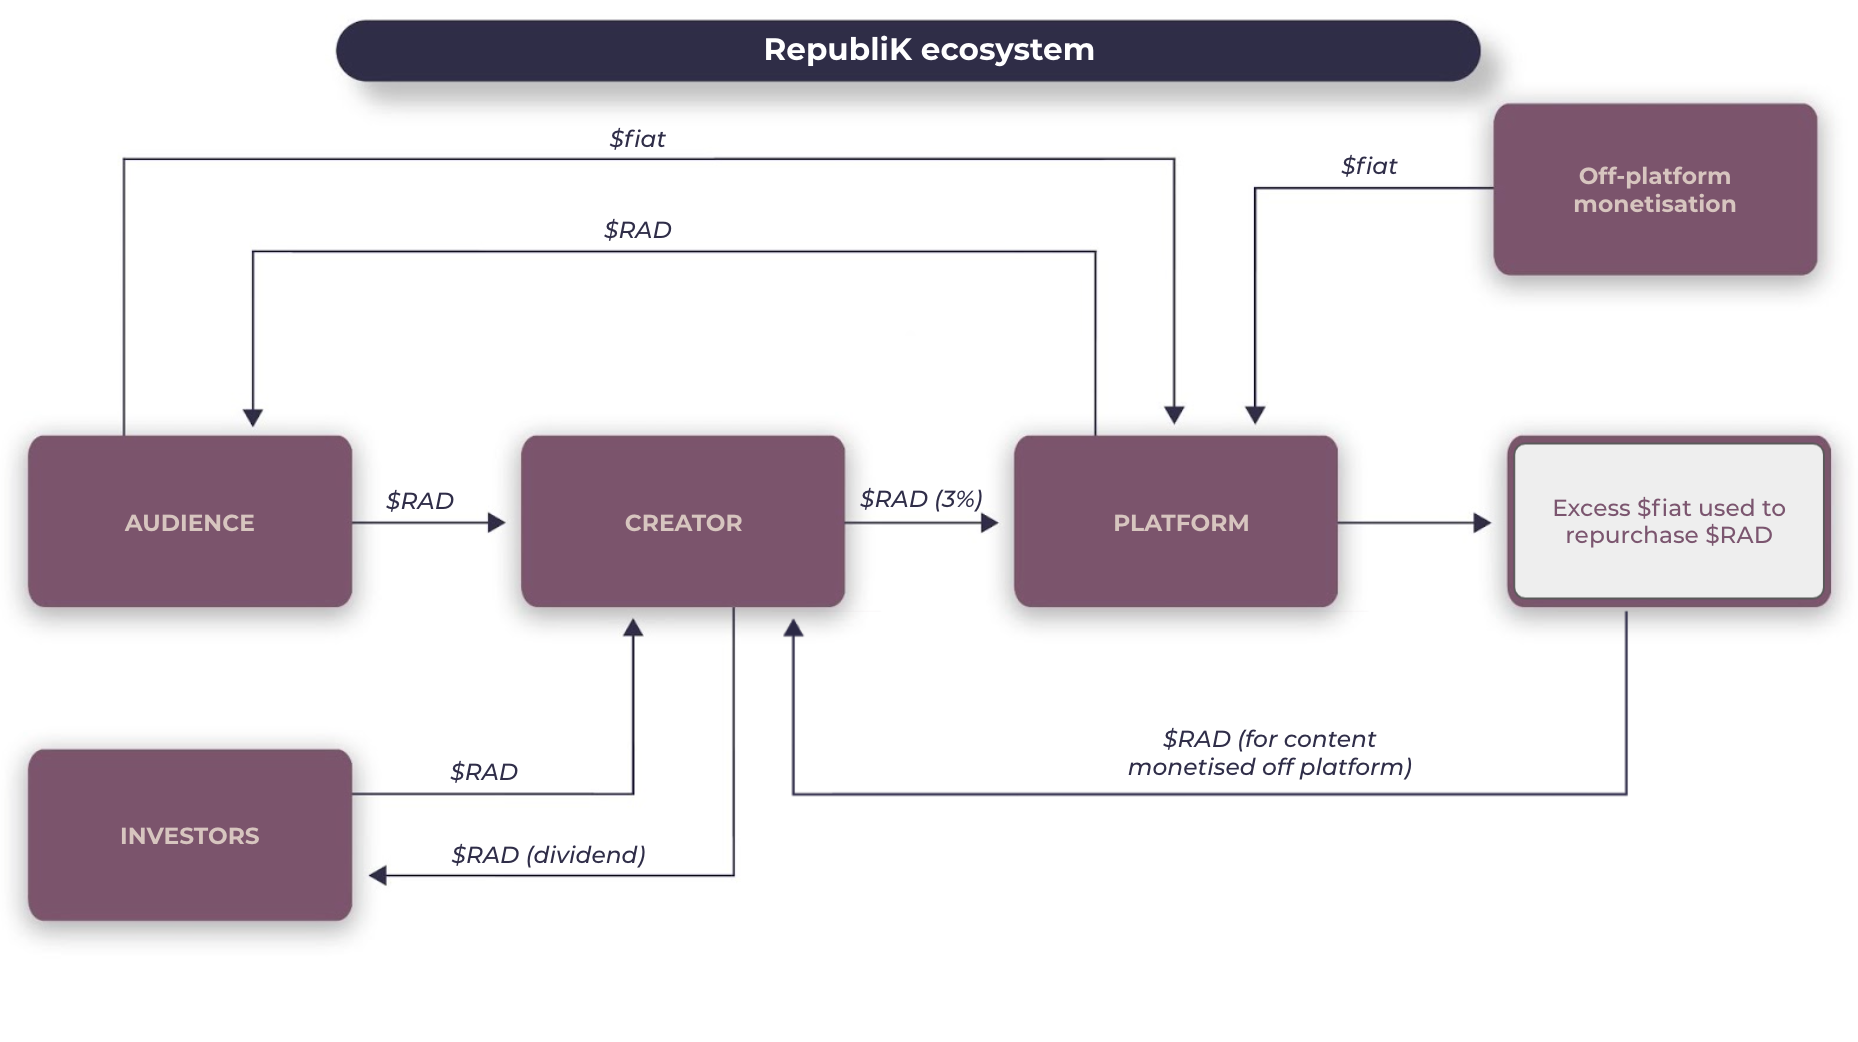 RepubliK ecosystem
$fiat
$fiat
Off-platform
monetisation
$RAD
AUDIENCE
$RAD
CREATOR
$RAD (3%)
PLATFORM
Excess $fiat used to
repurchase $RAD
$RAD (for content
monetised off platform)
$RAD
INVESTORS
$RAD (dividend)